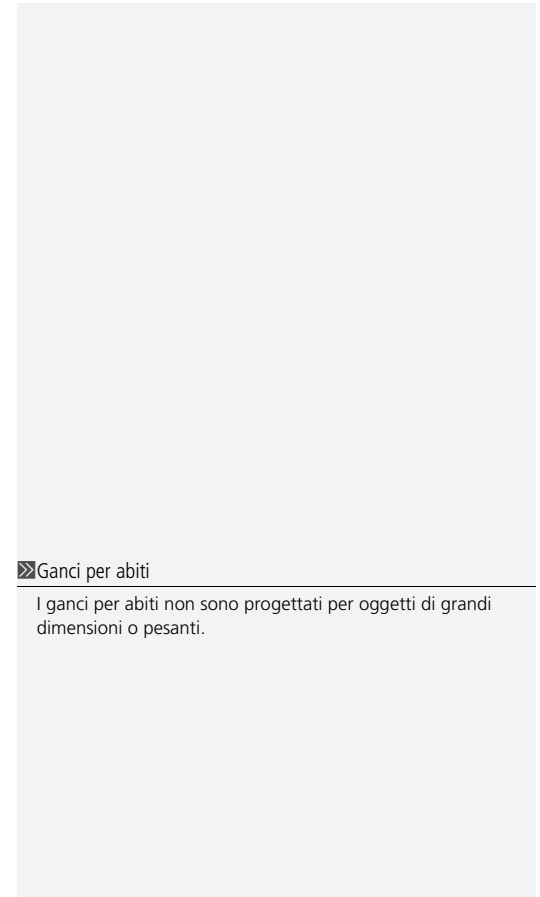 Ganci per abiti
I ganci per abiti non sono progettati per oggetti di grandi
dimensioni o pesanti.